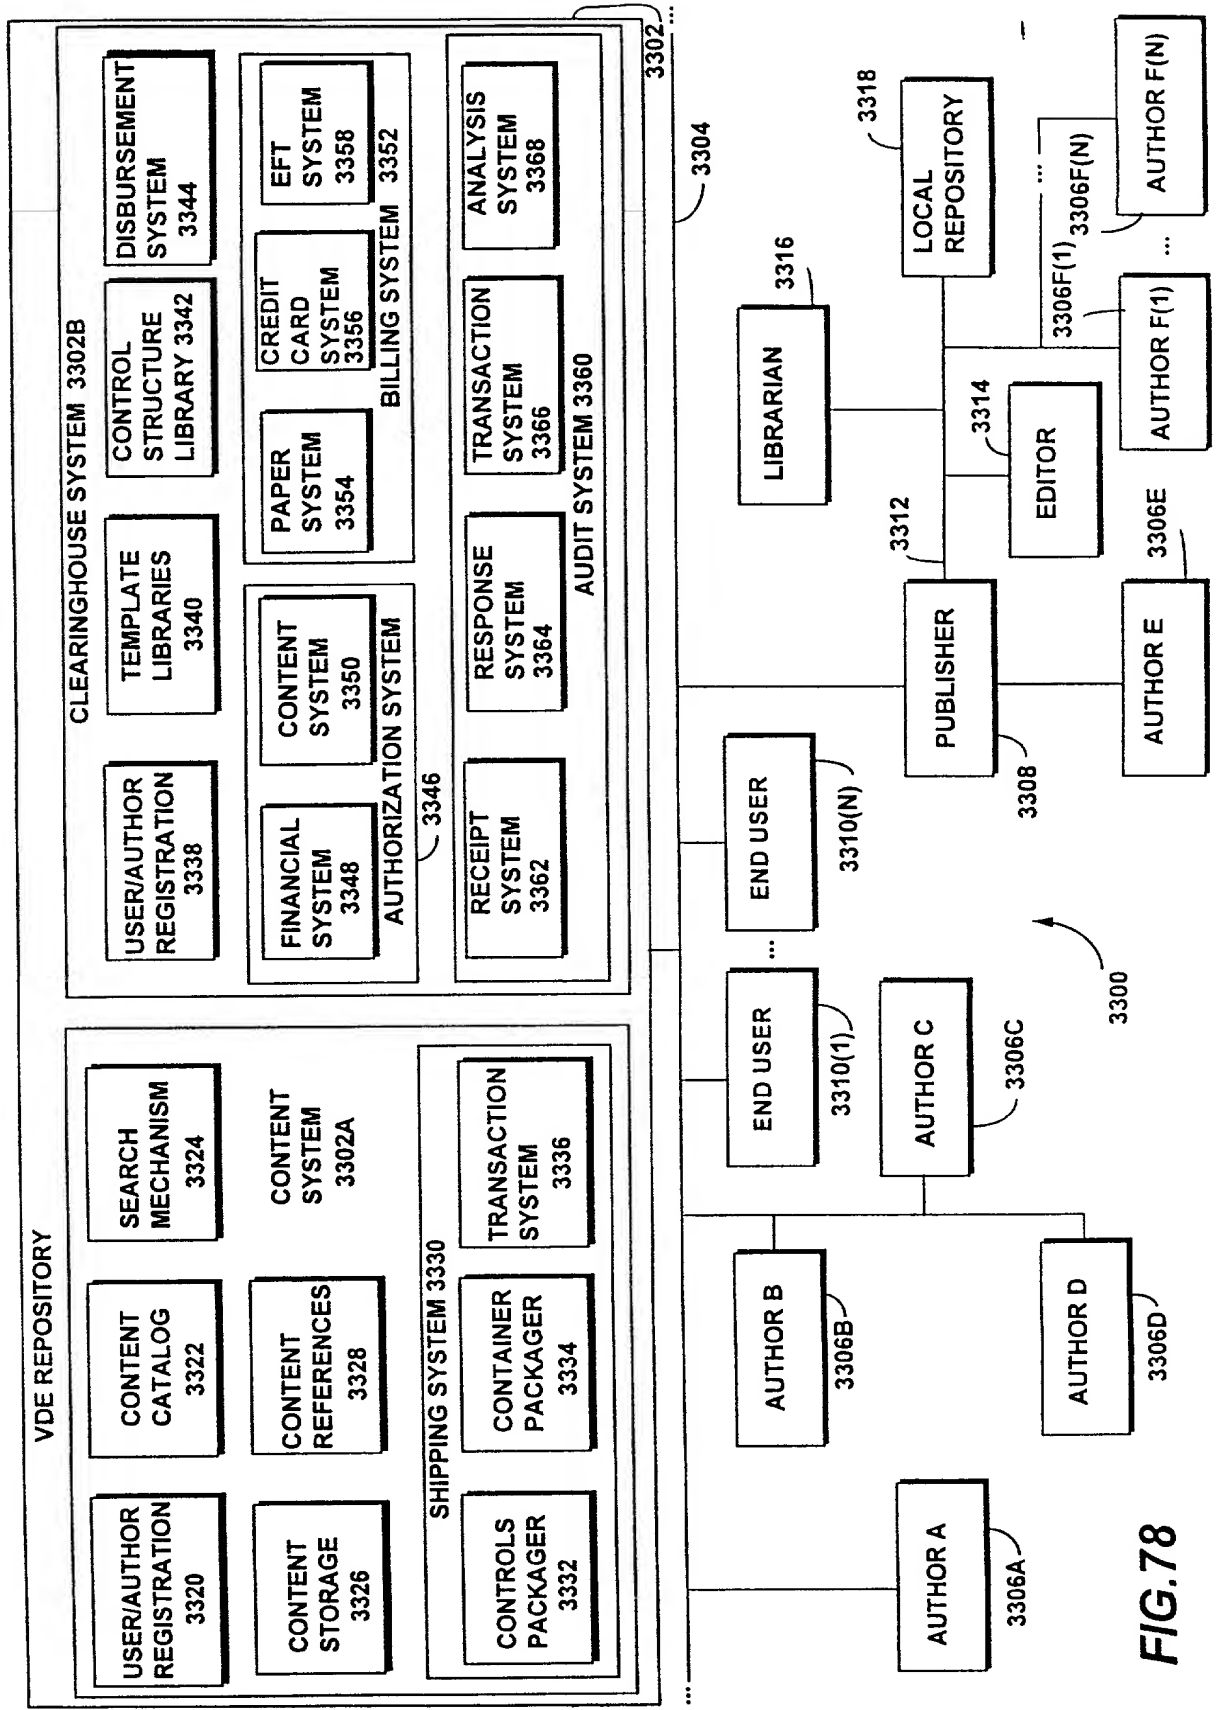 VDE REPOSITORY
USER/AUTHOR
REGISTRATION
3320
CONTENT
CATALOG
3322
SEARCH
MECHANISM
3324
CONTENT
STORAGE
3326
CONTENT
REFERENCES
3328
CONTENT
SYSTEM
3302A
SHIPPING SYSTEM 3330
CONTROLS
PACKAGER
3332
CONTAINER
PACKAGER
3334
TRANSACTION
SYSTEM
3336
CLEARINGHOUSE SYSTEM 3302B
USER/AUTHOR
REGISTRATION
3338
TEMPLATE
LIBRARIES
3340
CONTROL
STRUCTURE
LIBRARY 3342
DISBURSEMENT
SYSTEM
3344
FINANCIAL
SYSTEM
3348
CONTENT
SYSTEM
3350
AUTHORIZATION SYSTEM
3346
PAPER
SYSTEM
3354
CREDIT
CARD
SYSTEM
3356
EFT
SYSTEM
3358
BILLING SYSTEM 3352
RECEIPT
SYSTEM
3362
RESPONSE
SYSTEM
3364
TRANSACTION
SYSTEM
3366
ANALYSIS
SYSTEM
3368
AUDIT SYSTEM 3360
3302
...
...
3304
AUTHOR A
3306A
AUTHOR B
3306B
AUTHOR C
3306C
AUTHOR D
3306D
END USER
3310(1)
...
END USER
3310(N)
PUBLISHER
3308
3312
AUTHOR E
3306E
EDITOR
3314
LIBRARIAN
3316
LOCAL
REPOSITORY
3318
AUTHOR F(1)
3306F(1)
...
...
AUTHOR F(N)
3306F(N)
3300
FIG.78